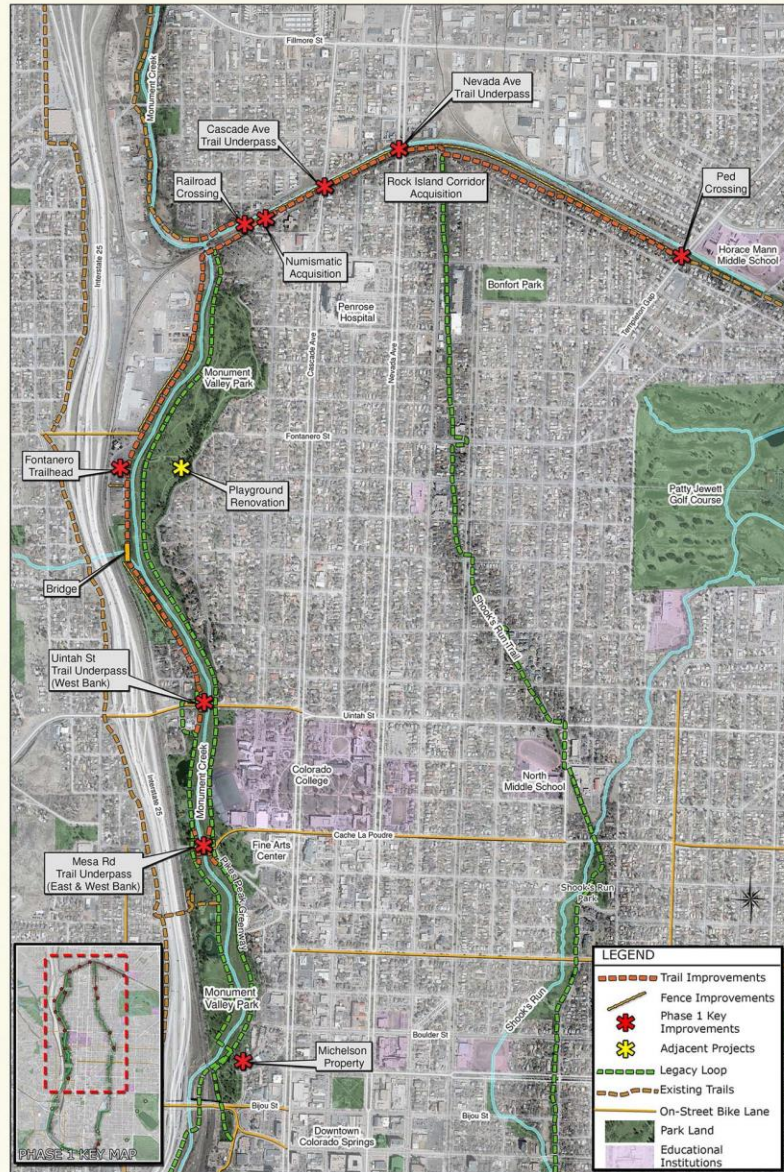 Fillmore St
Monument Creek
Nevada Ave
Trail Underpass
Cascade Ave
Trail Underpass
Railroad
Crossing
Rock Island Corridor
Acquisition
Ped
Crossing
Numismatic
Acquisition
Horace Mann
Middle School
Interstate 25
Bonfort Park
Penrose
Hospital
Templeton Gap
Cascade Ave
Nevada Ave
Monument
Valley Park
Fontanero St
Fontanero
Trailhead
Playground
Renovation
Patty Jewett
Golf Course
Bridge
Shook's Run Trail
Uintah St
Trail Underpass
(West Bank)
Uintah St
Interstate 25
Monument Creek
Colorado
College
North
Middle School
Cache La Poudre
Mesa Rd
Trail Underpass
(East & West Bank)
Fine Arts
Center
Pikes Peak Greenway
Shook's Run
Park
Monument
Valley Park
Shook's Run
Boulder St
Michelson
Property
Bijou St
Bijou St
Downtown
Colorado Springs
PHASE 1 KEY MAP
LEGEND
Trail Improvements
Fence Improvements
Phase 1 Key
Improvements
Adjacent Projects
Legacy Loop
Existing Trails
On-Street Bike Lane
Park Land
Educational
Institutions